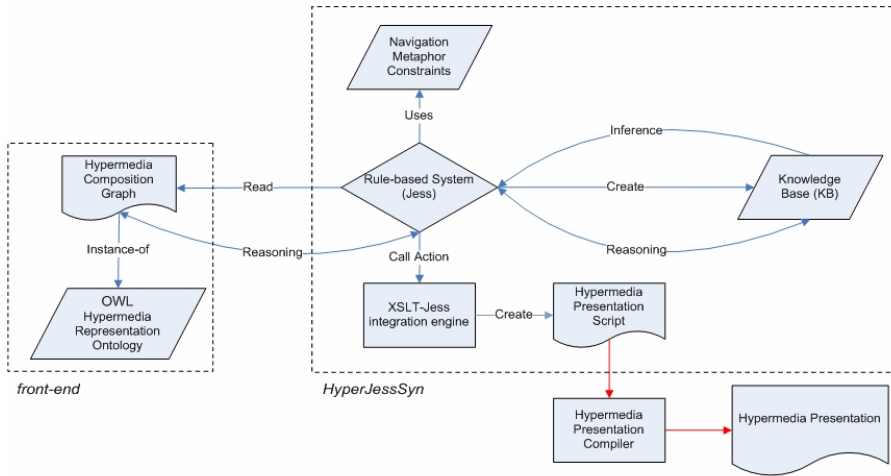 Navigation
Metaphor
Constraints
Uses
Inference
Hypermedia
Composition
Graph
Read
Rule-based System
(Jess)
Create
Knowledge
Base (KB)
Instance-of
Reasoning
Call Action
Reasoning
OWL
Hypermedia
Representation
Ontology
XSLT-Jess
integration engine
Create
Hypermedia
Presentation
Script
front-end
HyperJessSyn
Hypermedia
Presentation
Compiler
Hypermedia Presentation